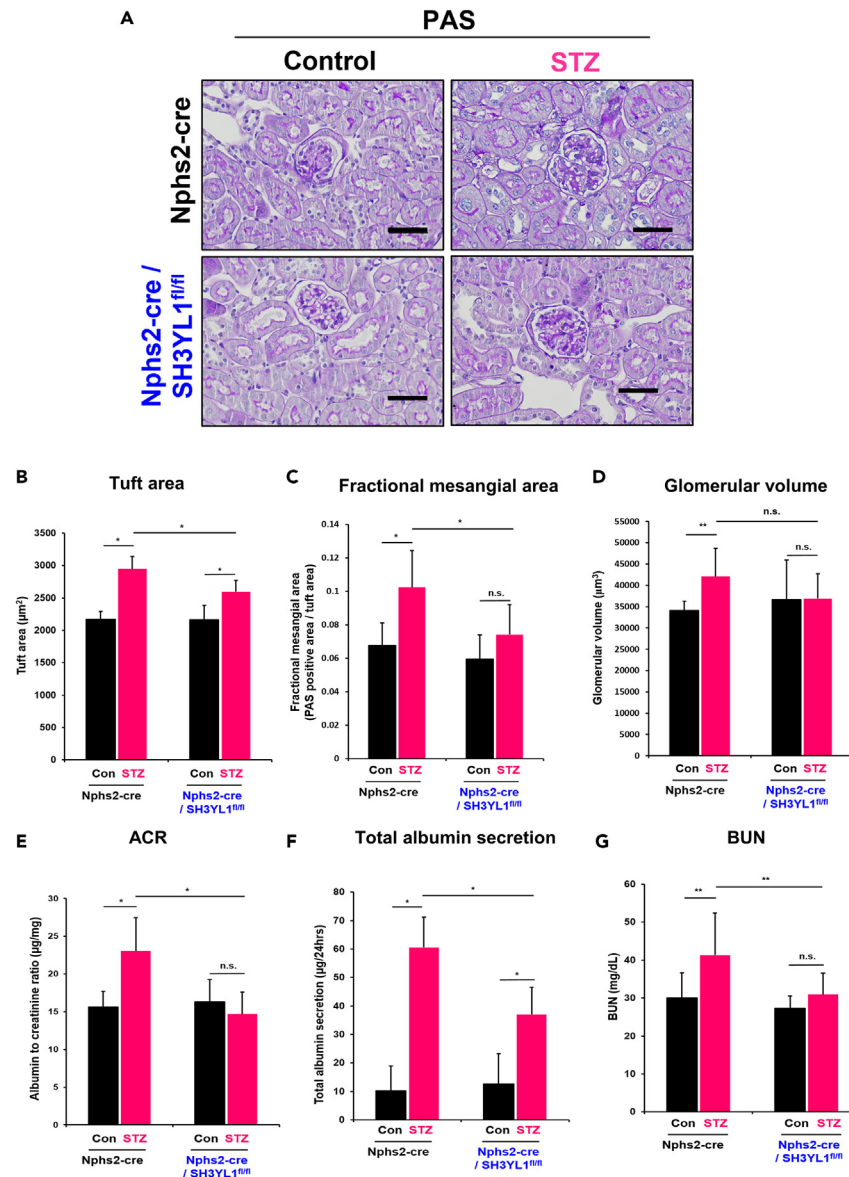 A
PAS
Control
STZ
Nphs2-cre
Nphs2-cre /
SH3YL1fl/fl
B
Tuft area
Tuft area (µm2)
3500
3000
2500
2000
1500
1000
500
0
*
*
*
Con STZ
Con STZ
Nphs2-cre
Nphs2-cre
/ SH3YL1fl/fl
C
Fractional mesangial area
Fractional mesangial area
(PAS positive area / tuft area)
0.14
0.12
0.1
0.08
0.06
0.04
0.02
0
*
*
n.s.
Con STZ
Con STZ
Nphs2-cre
Nphs2-cre
/ SH3YL1fl/fl
D
Glomerular volume
Glomerular volume (µm3)
55000
50000
45000
40000
35000
30000
25000
20000
15000
10000
5000
0
n.s.
**
n.s.
Con STZ
Con STZ
Nphs2-cre
Nphs2-cre
/ SH3YL1fl/fl
E
ACR
Albumin to creatinine ratio (µg/mg)
30
25
20
15
10
5
0
*
*
n.s.
Con STZ
Con STZ
Nphs2-cre
Nphs2-cre
/ SH3YL1fl/fl
F
Total albumin secretion
Total albumin secretion (µg/24hrs)
80
70
60
50
40
30
20
10
0
*
*
*
Con STZ
Con STZ
Nphs2-cre
Nphs2-cre
/ SH3YL1fl/fl
G
BUN
BUN (mg/dL)
60
50
40
30
20
10
0
**
**
n.s.
Con STZ
Con STZ
Nphs2-cre
Nphs2-cre
/ SH3YL1fl/fl